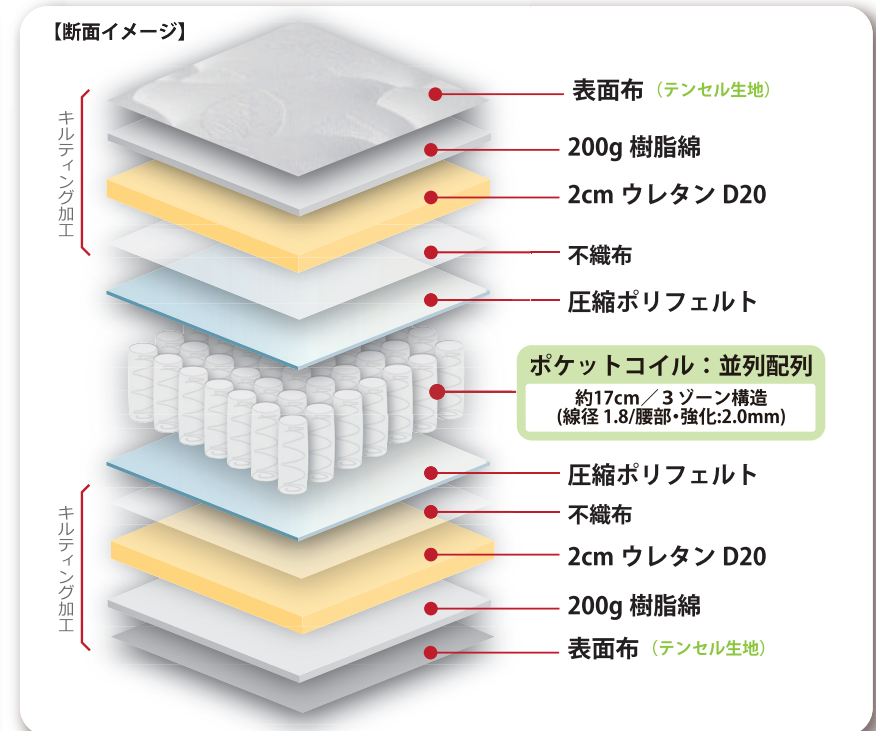 【断面イメージ】
キルティング加工
表面布（テンセル生地）
200g 樹脂綿
2cm ウレタン D20
不織布
圧縮ポリフェルト
ポケットコイル：並列配列
約17cm／３ゾーン構造
(線径 1.8/腰部・強化:2.0mm)
圧縮ポリフェルト
キルティング加工
不織布
2cm ウレタン D20
200g 樹脂綿
表面布（テンセル生地）